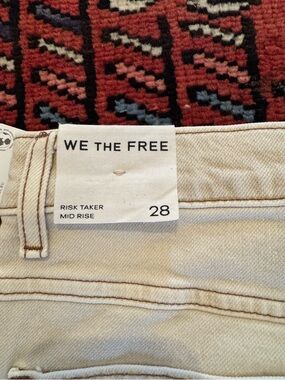 WE THE FREE
RISK TAKER
MID RISE
28